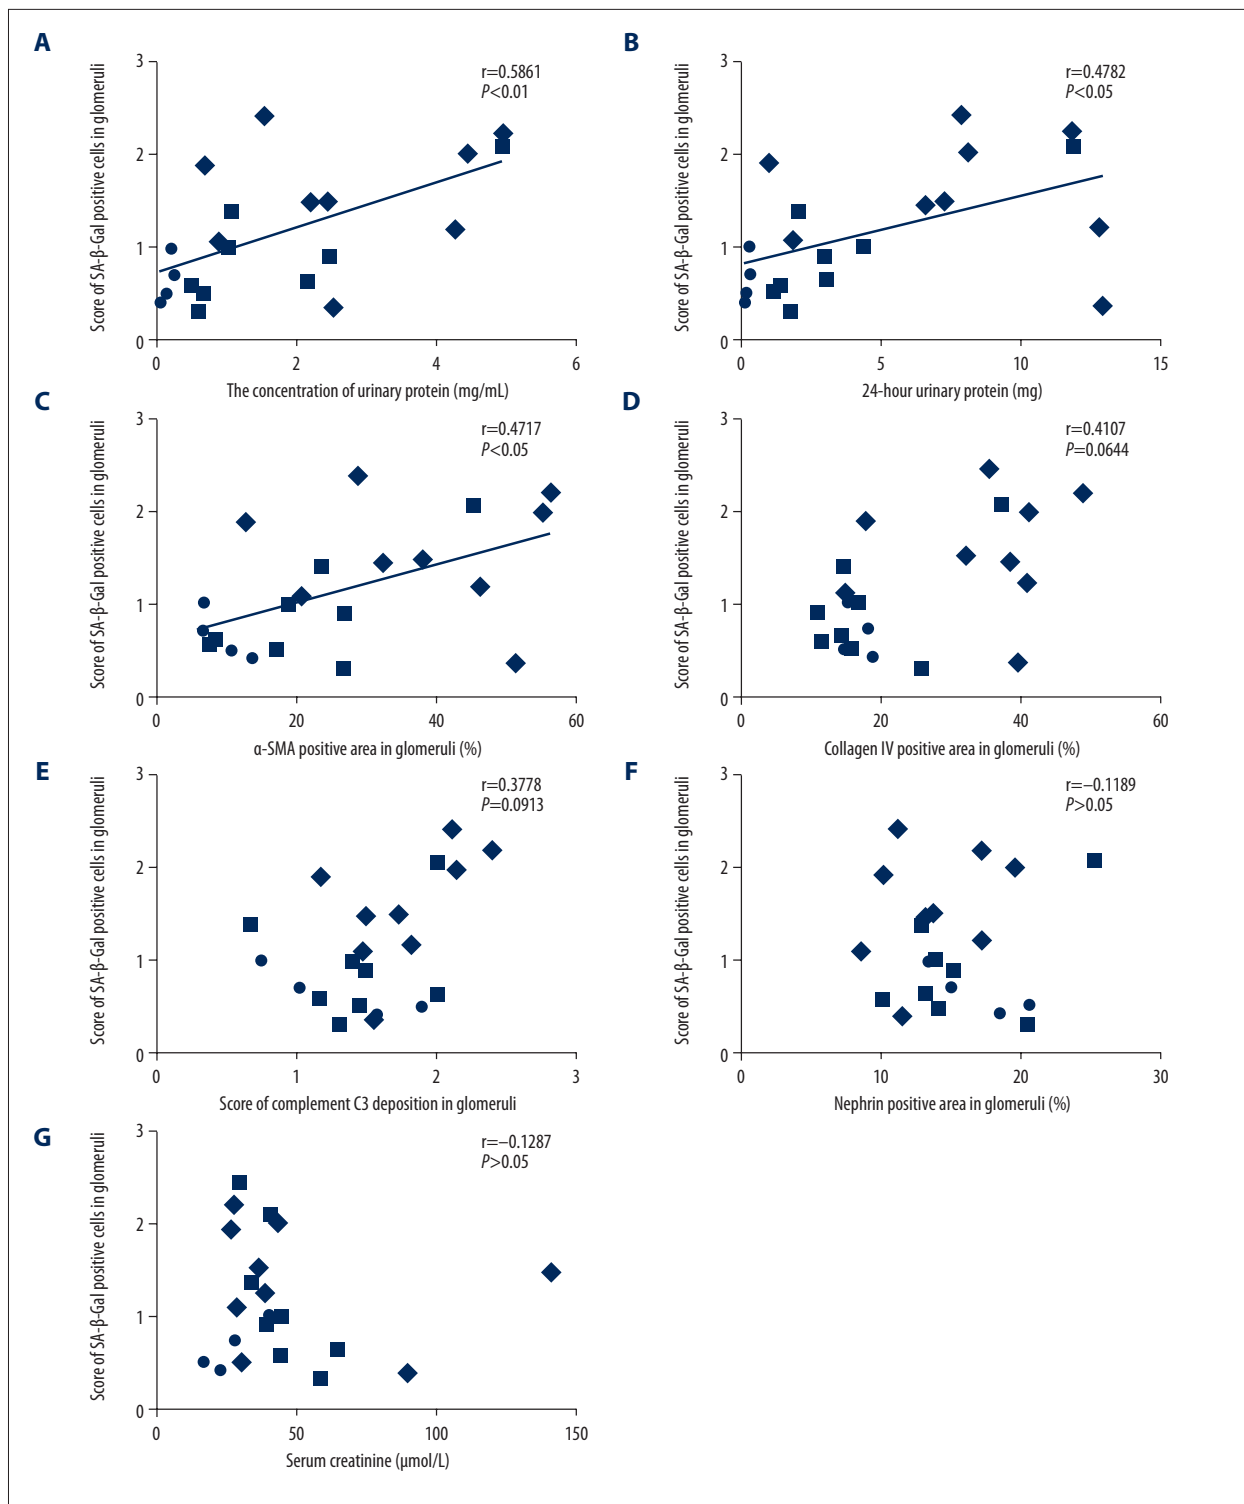 A
r=0.5861
P<0.01
Score of SA-β-Gal positive cells in glomeruli
3
2
1
0
0 2 4 6
The concentration of urinary protein (mg/mL)
B
r=0.4782
P<0.05
Score of SA-β-Gal positive cells in glomeruli
3
2
1
0
0 5 10 15
24-hour urinary protein (mg)
C
r=0.4717
P<0.05
Score of SA-β-Gal positive cells in glomeruli
3
2
1
0
0 20 40 60
α-SMA positive area in glomeruli (%)
D
r=0.4107
P=0.0644
Score of SA-β-Gal positive cells in glomeruli
3
2
1
0
0 20 40 60
Collagen IV positive area in glomeruli (%)
E
r=0.3778
P=0.0913
Score of SA-β-Gal positive cells in glomeruli
3
2
1
0
0 1 2 3
Score of complement C3 deposition in glomeruli
F
r=−0.1189
P>0.05
Score of SA-β-Gal positive cells in glomeruli
3
2
1
0
0 10 20 30
Nephrin positive area in glomeruli (%)
G
r=−0.1287
P>0.05
Score of SA-β-Gal positive cells in glomeruli
3
2
1
0
0 50 100 150
Serum creatinine (μmol/L)